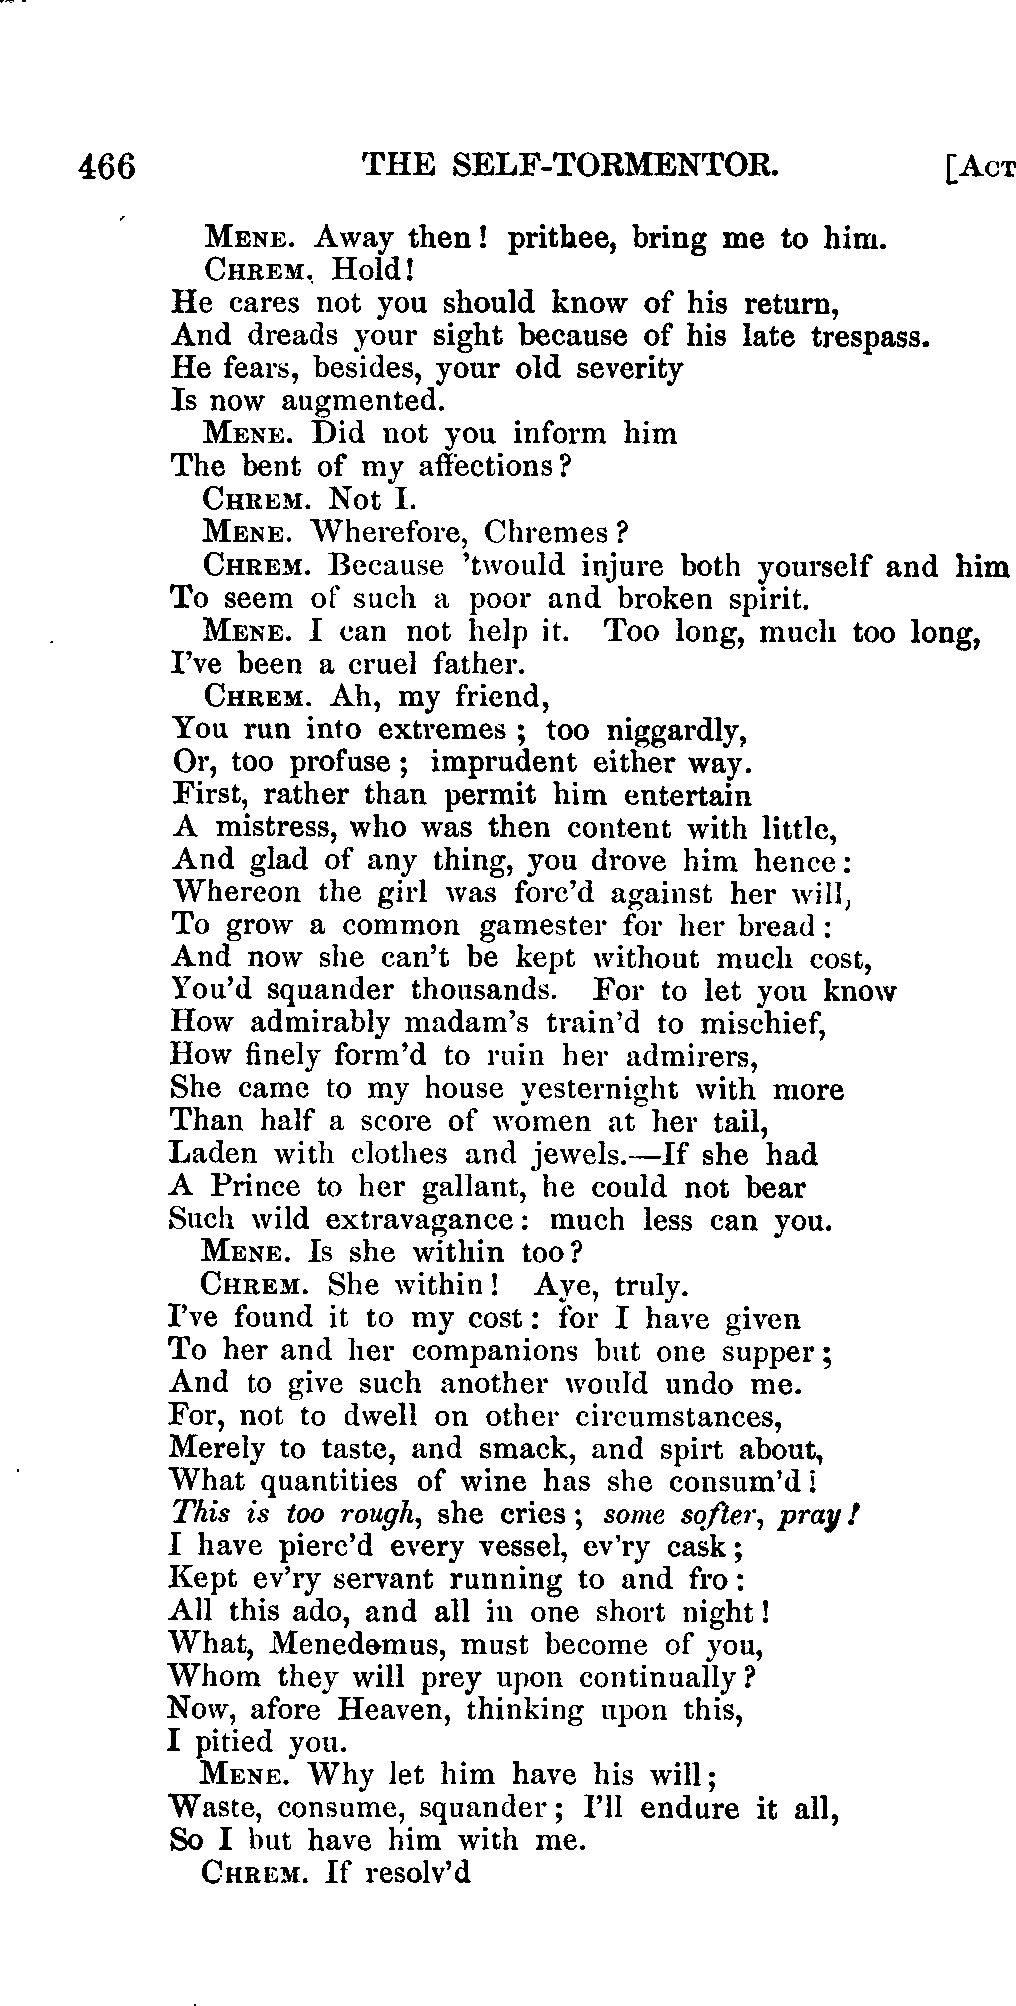 466 THE SELF-TORMENTOR. [ACT
MENE. Away then! prithee, bring me to him.
CHREM. Hold!
He cares not you should know of his return,
And dreads your sight because of his late trespass.
He fears, besides, your old severity
Is now augmented.
MENE. Did not you inform him
The bent of my affections?
CHREM. Not I.
MENE. Wherefore, Chremes?
CHREM. Because 'twould injure both yourself and him
To seem of such a poor and broken spirit.
MENE. I can not help it. Too long, much too long,
I've been a cruel father.
CHREM. Ah, my friend,
You run into extremes; too niggardly,
Or, too profuse; imprudent either way.
First, rather than permit him entertain
A mistress, who was then content with little,
And glad of any thing, you drove him hence:
Whereon the girl was forc'd against her will,
To grow a common gamester for her bread:
And now she can't be kept without much cost,
You'd squander thousands. For to let you know
How admirably madam's train'd to mischief,
How finely form'd to ruin her admirers,
She came to my house yesternight with more
Than half a score of women at her tail,
Laden with clothes and jewels.—If she had
A Prince to her gallant, he could not bear
Such wild extravagance: much less can you.
MENE. Is she within too?
CHREM. She within! Aye, truly.
I've found it to my cost: for I have given
To her and her companions but one supper;
And to give such another would undo me.
For, not to dwell on other circumstances,
Merely to taste, and smack, and spirt about,
What quantities of wine has she consum'd!
This is too rough, she cries; some softer, pray!
I have pierc'd every vessel, ev'ry cask;
Kept ev'ry servant running to and fro:
All this ado, and all in one short night!
What, Menedemus, must become of you,
Whom they will prey upon continually?
Now, afore Heaven, thinking upon this,
I pitied you.
MENE. Why let him have his will;
Waste, consume, squander; I'll endure it all,
So I but have him with me.
CHREM. If resolv'd